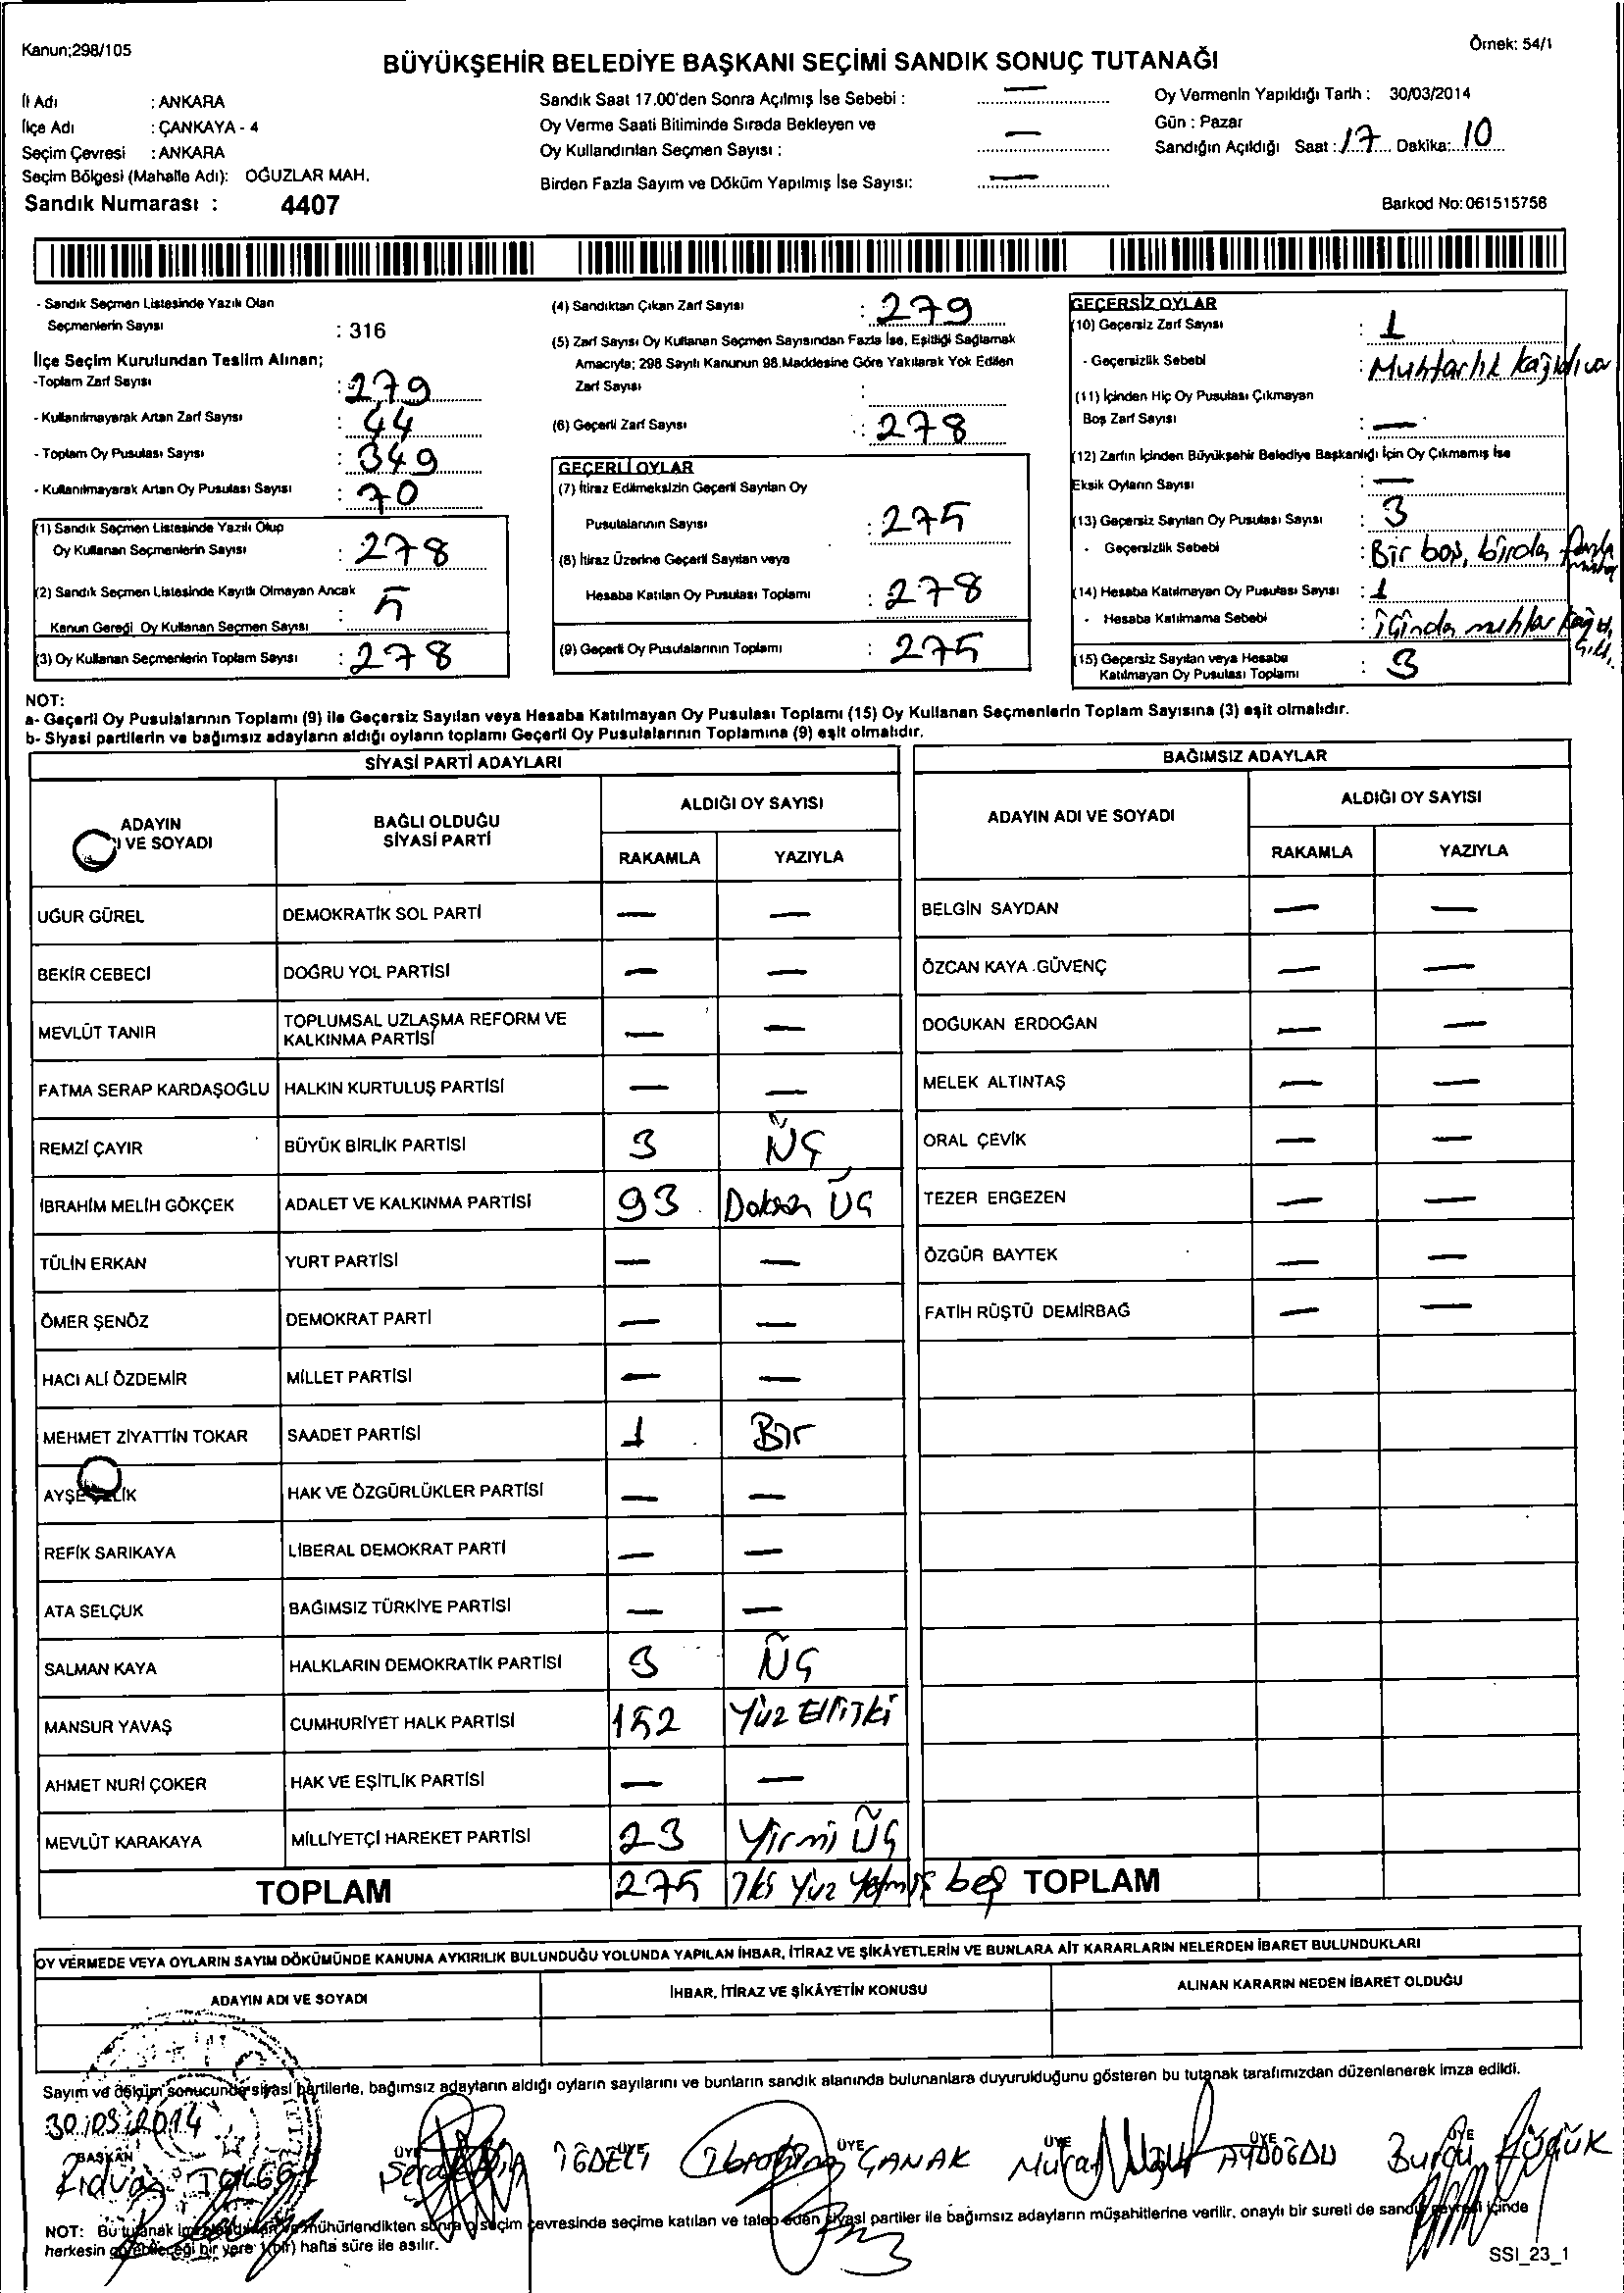 Kanun;298/105
Örnek: 54/1
BÜYÜKŞEHİR BELEDİYE BAŞKANI SEÇİMİ SANDIK SONUÇ TUTANAĞI
İl Adı : ANKARA
İlçe Adı : ÇANKAYA - 4
Seçim Çevresi : ANKARA
Seçim Bölgesi (Mahalle Adı): OĞUZLAR MAH.
Sandık Numarası : 4407
Sandık Saat 17.00'den Sonra Açılmış İse Sebebi : —
Oy Verme Saati Bitiminde Sırada Bekleyen ve
Oy Kullandırılan Seçmen Sayısı : —
Birden Fazla Sayım ve Döküm Yapılmış İse Sayısı: —
Oy Vermenin Yapıldığı Tarih : 30/03/2014
Gün : Pazar
Sandığın Açıldığı Saat : 17 Dakika: 10
Barkod No: 061515758
- Sandık Seçmen Listesinde Yazılı Olan
Seçmenlerin Sayısı : 316
İlçe Seçim Kurulundan Teslim Alınan;
-Toplam Zarf Sayısı : 279
- Kullanılmayarak Artan Zarf Sayısı : 44
- Toplam Oy Pusulası Sayısı : 349
- Kullanılmayarak Artan Oy Pusulası Sayısı : 70
(1) Sandık Seçmen Listesinde Yazılı Olup
Oy Kullanan Seçmenlerin Sayısı : 278
(2) Sandık Seçmen Listesinde Kayıtlı Olmayan Ancak
Kanun Gereği Oy Kullanan Seçmen Sayısı : 5
(3) Oy Kullanan Seçmenlerin Toplam Sayısı : 278
(4) Sandıktan Çıkan Zarf Sayısı : 279
(5) Zarf Sayısı Oy Kullanan Seçmen Sayısından Fazla İse, Eşitliği Sağlamak
Amacıyla; 298 Sayılı Kanunun 98.Maddesine Göre Yakılarak Yok Edilen
Zarf Sayısı :
(6) Geçerli Zarf Sayısı : 278
GEÇERLİ OYLAR
(7) İtiraz Edilmeksizin Geçerli Sayılan Oy
Pusulalarının Sayısı : 275
(8) İtiraz Üzerine Geçerli Sayılan veya
Hesaba Katılan Oy Pusulası Toplamı : 278
(9) Geçerli Oy Pusulalarının Toplamı : 275
GEÇERSİZ OYLAR
(10) Geçersiz Zarf Sayısı : 1
- Geçersizlik Sebebi : Muhtarlık kağıdı var
(11) İçinden Hiç Oy Pusulası Çıkmayan
Boş Zarf Sayısı : —
(12) Zarfın İçinden Büyükşehir Belediye Başkanlığı İçin Oy Çıkmamış İse
Eksik Oyların Sayısı : —
(13) Geçersiz Sayılan Oy Pusulası Sayısı : 3
- Geçersizlik Sebebi : Bir boş, birden fazla
(14) Hesaba Katılmayan Oy Pusulası Sayısı : 1
- Hesaba Katılmama Sebebi : içinde muhtar kağıdı
(15) Geçersiz Sayılan veya Hesaba
Katılmayan Oy Pusulası Toplamı : 3
NOT:
a- Geçerli Oy Pusulalarının Toplamı (9) ile Geçersiz Sayılan veya Hesaba Katılmayan Oy Pusulası Toplamı (15) Oy Kullanan Seçmenlerin Toplam Sayısına (3) eşit olmalıdır.
b- Siyasi partilerin ve bağımsız adayların aldığı oyların toplamı Geçerli Oy Pusulalarının Toplamına (9) eşit olmalıdır.
SİYASİ PARTİ ADAYLARI
ADAYIN
VE SOYADI
BAĞLI OLDUĞU
SİYASİ PARTİ
ALDIĞI OY SAYISI
RAKAMLA YAZIYLA
UĞUR GÜREL DEMOKRATİK SOL PARTİ — —
BEKİR CEBECİ DOĞRU YOL PARTİSİ — —
MEVLÜT TANIR TOPLUMSAL UZLAŞMA REFORM VE
KALKINMA PARTİSİ — —
FATMA SERAP KARDAŞOĞLU HALKIN KURTULUŞ PARTİSİ — —
REMZİ ÇAYIR BÜYÜK BİRLİK PARTİSİ 3 ÜÇ
İBRAHİM MELİH GÖKÇEK ADALET VE KALKINMA PARTİSİ 93 Doksan ÜÇ
TÜLİN ERKAN YURT PARTİSİ — —
ÖMER ŞENÖZ DEMOKRAT PARTİ — —
HACI ALİ ÖZDEMİR MİLLET PARTİSİ — —
MEHMET ZİYATTİN TOKAR SAADET PARTİSİ 1 Bir
AYŞE ÇELİK HAK VE ÖZGÜRLÜKLER PARTİSİ — —
REFİK SARIKAYA LİBERAL DEMOKRAT PARTİ — —
ATA SELÇUK BAĞIMSIZ TÜRKİYE PARTİSİ — —
SALMAN KAYA HALKLARIN DEMOKRATİK PARTİSİ 3 ÜÇ
MANSUR YAVAŞ CUMHURİYET HALK PARTİSİ 152 Yüz Elli İki
AHMET NURİ ÇOKER HAK VE EŞİTLİK PARTİSİ — —
MEVLÜT KARAKAYA MİLLİYETÇİ HAREKET PARTİSİ 23 Yirmi ÜÇ
TOPLAM 275 İki Yüz Yetmiş beş
BAĞIMSIZ ADAYLAR
ADAYIN ADI VE SOYADI
ALDIĞI OY SAYISI
RAKAMLA YAZIYLA
BELGİN SAYDAN — —
ÖZCAN KAYA GÜVENÇ — —
DOĞUKAN ERDOĞAN — —
MELEK ALTINTAŞ — —
ORAL ÇEVİK — —
TEZER ERGEZEN — —
ÖZGÜR BAYTEK — —
FATİH RÜŞTÜ DEMİRBAĞ — —
TOPLAM
OY VERMEDE VEYA OYLARIN SAYIM DÖKÜMÜNDE KANUNA AYKIRILIK BULUNDUĞU YOLUNDA YAPILAN İHBAR, İTİRAZ VE ŞİKÂYETLERİN VE BUNLARA AİT KARARLARIN NELERDEN İBARET BULUNDUKLARI
ADAYIN ADI VE SOYADI
İHBAR, İTİRAZ VE ŞİKÂYETİN KONUSU
ALINAN KARARIN NEDEN İBARET OLDUĞU
Sayım ve döküm sonucunda siyasi partilerle, bağımsız adayların aldığı oyların sayılarını ve bunların sandık alanında bulunanlara duyurulduğunu gösteren bu tutanak tarafımızdan düzenlenerek imza edildi.
30/03/2014
BAŞKAN ÜYE ÜYE ÜYE ÜYE ÜYE ÜYE
Rıdvan İĞDECİ İbrahim ÇANAK Murat AYDOĞDU Burcu
NOT: Bu tutanak mühürlendikten sonra o seçim çevresinde seçime katılan ve talep eden siyasi partiler ile bağımsız adayların müşahitlerine verilir, onaylı bir sureti de sandık çevresi içinde
herkesin görebileceği bir yere 1(bir) hafta süre ile asılır.
SSI_23_1